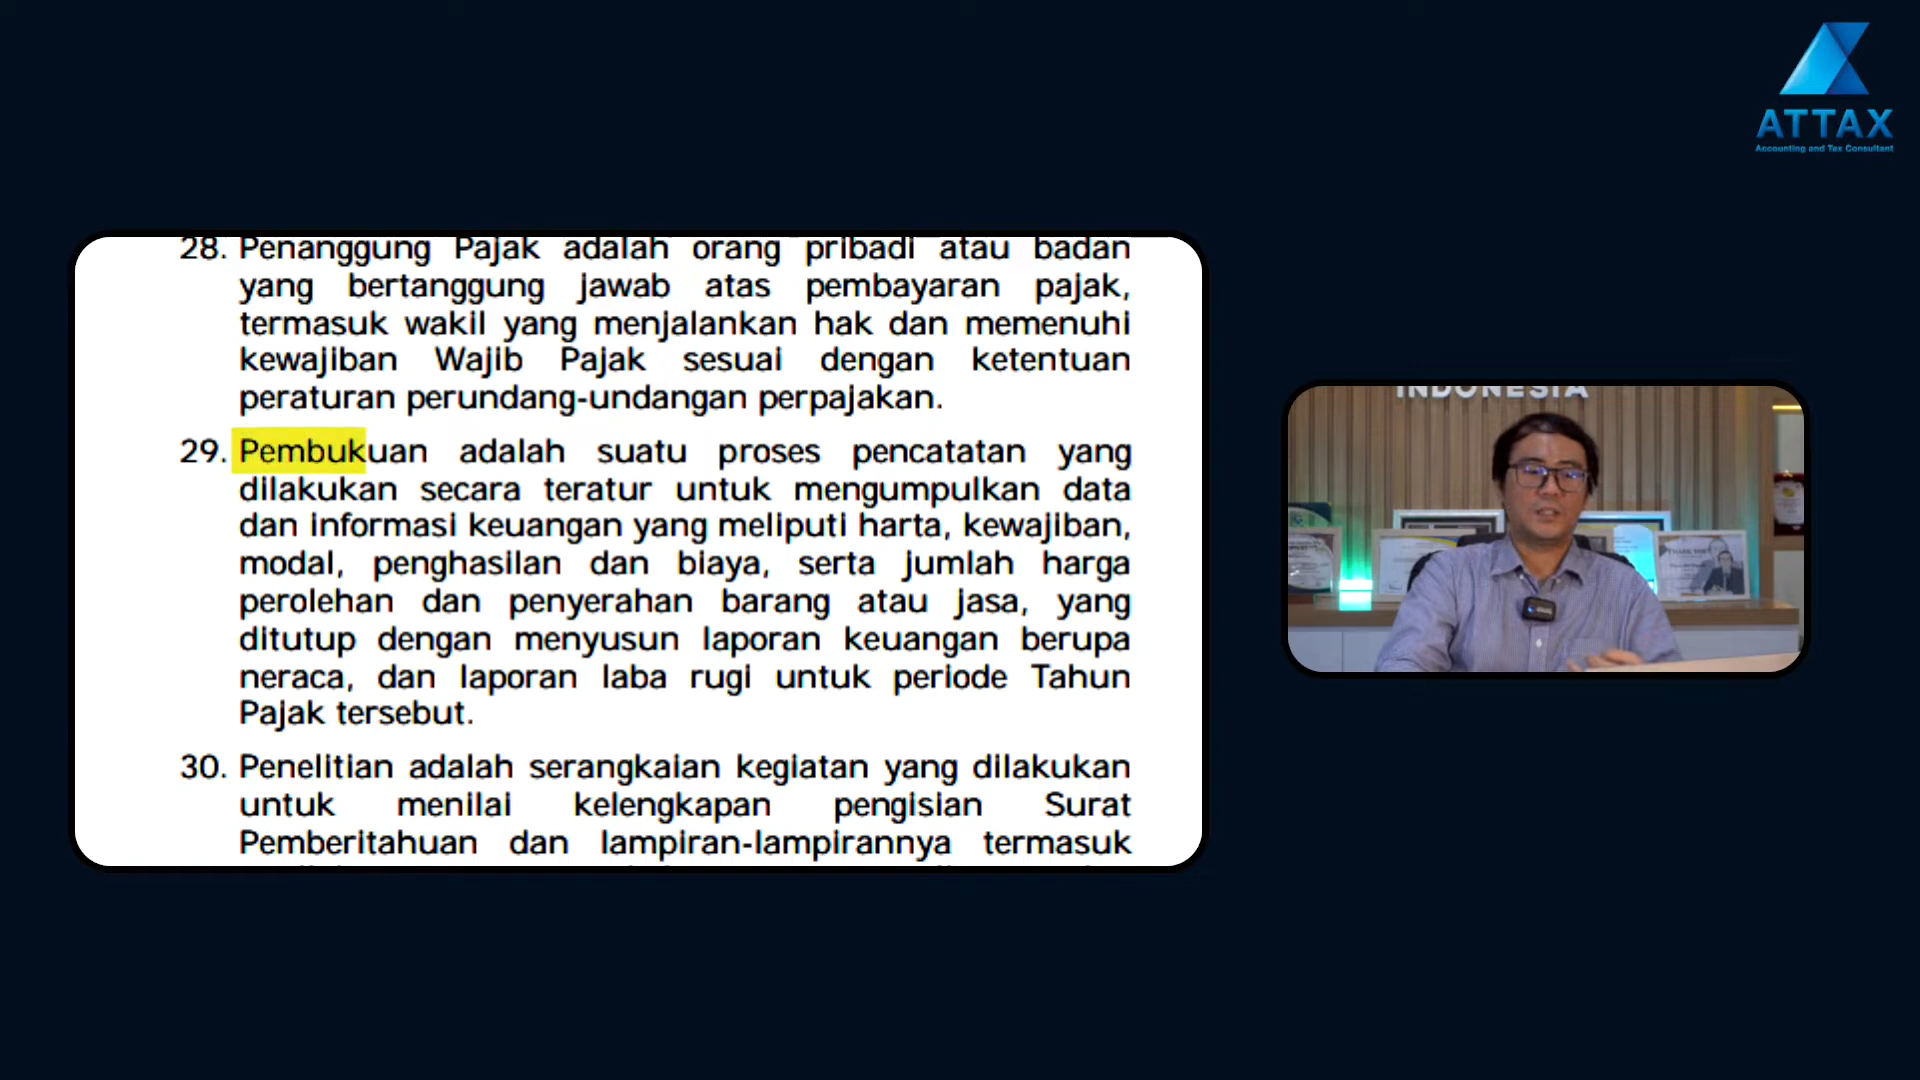 ATTAX
Accounting and Tax Consultant
28. Penanggung Pajak adalah orang pribadi atau badan
yang bertanggung jawab atas pembayaran pajak,
termasuk wakil yang menjalankan hak dan memenuhi
kewajiban Wajib Pajak sesuai dengan ketentuan
peraturan perundang-undangan perpajakan.
29. Pembukuan adalah suatu proses pencatatan yang
dilakukan secara teratur untuk mengumpulkan data
dan informasi keuangan yang meliputi harta, kewajiban,
modal, penghasilan dan biaya, serta jumlah harga
perolehan dan penyerahan barang atau jasa, yang
ditutup dengan menyusun laporan keuangan berupa
neraca, dan laporan laba rugi untuk periode Tahun
Pajak tersebut.
30. Penelitian adalah serangkaian kegiatan yang dilakukan
untuk menilai kelengkapan pengisian Surat
Pemberitahuan dan lampiran-lampirannya termasuk
INDONESIA